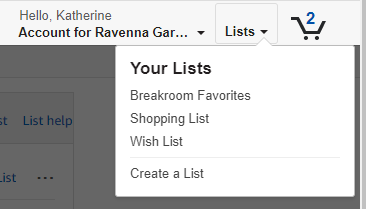 Hello, Katherine
Account for Ravenna Gar...
Lists
2
Your Lists
Breakroom Favorites
Shopping List
Wish List
Create a List
List help